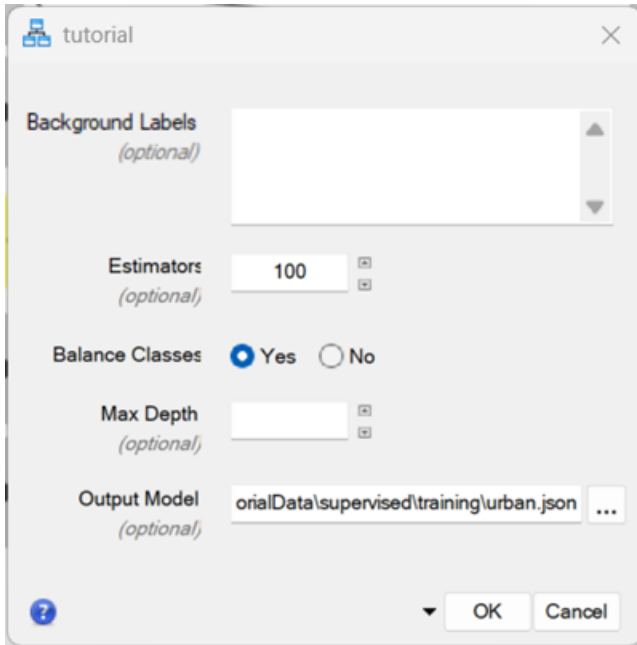 tutorial
Background Labels
(optional)
Estimators
100
(optional)
Balance Classes
Yes
No
Max Depth
(optional)
Output Model
orialData\supervised\training\urban.json
...
(optional)
?
OK
Cancel